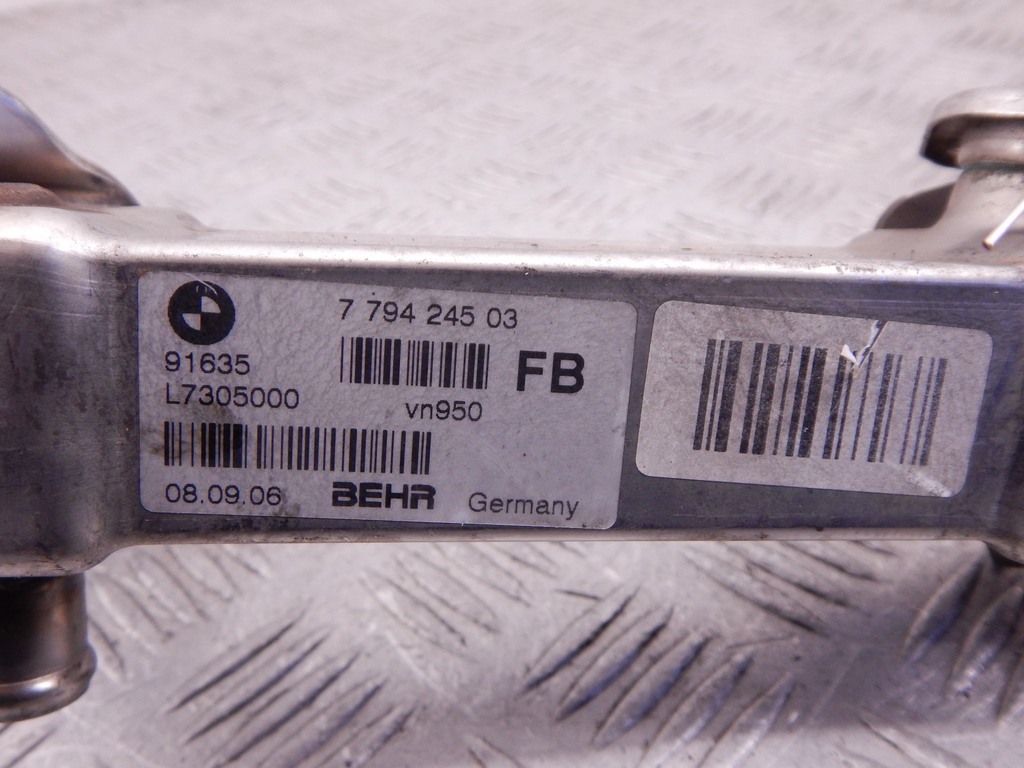 7 794 245 03
91635
FB
L7305000
vn950
08.09.06 BEHR Germany